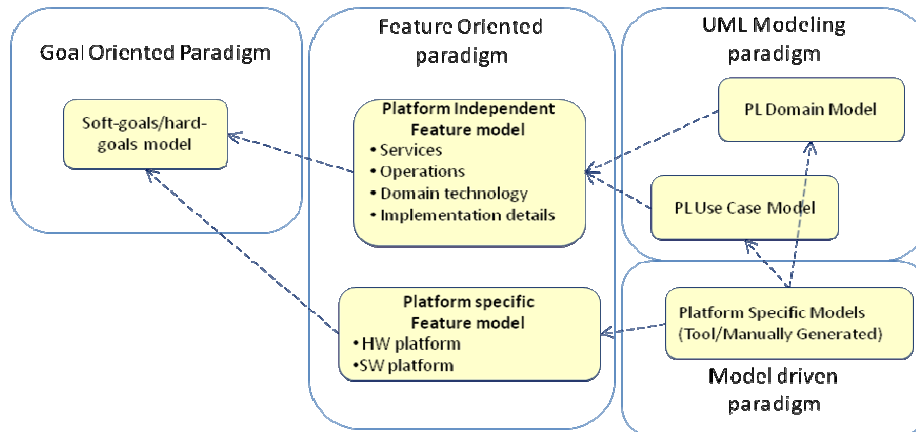 Goal Oriented Paradigm
Soft-goals/hard-
goals model
Feature Oriented
paradigm
Platform Independent
Feature model
• Services
• Operations
• Domain technology
• Implementation details
Platform specific
Feature model
• HW platform
• SW platform
UML Modeling
paradigm
PL Domain Model
PL Use Case Model
Platform Specific Models
(Tool/Manually Generated)
Model driven
paradigm